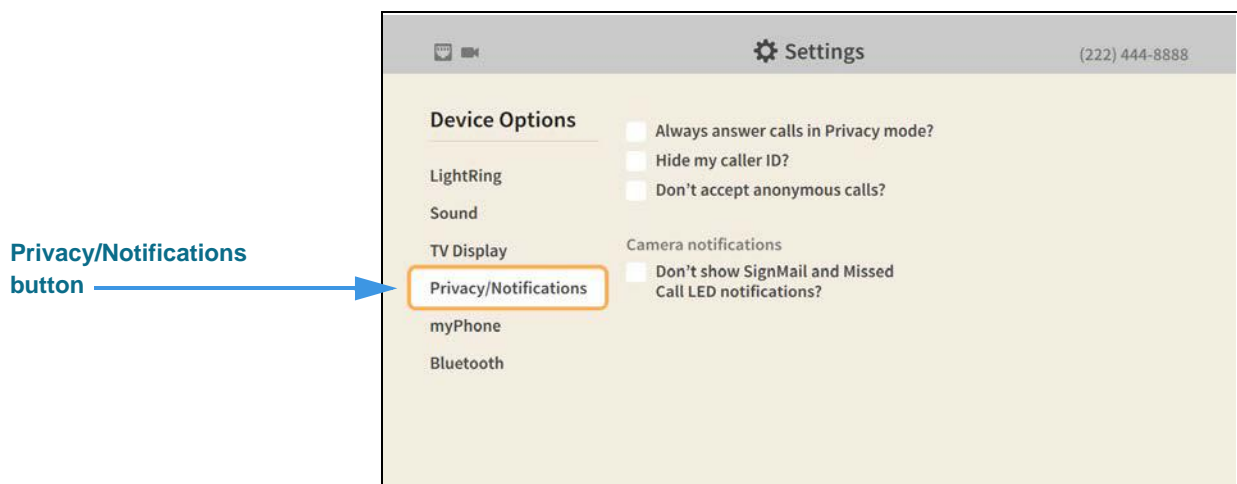 Settings
(222) 444-8888
Device Options
LightRing
Sound
TV Display
Privacy/Notifications
myPhone
Bluetooth
Always answer calls in Privacy mode?
Hide my caller ID?
Don’t accept anonymous calls?
Camera notifications
Don’t show SignMail and Missed
Call LED notifications?
Privacy/Notifications
button